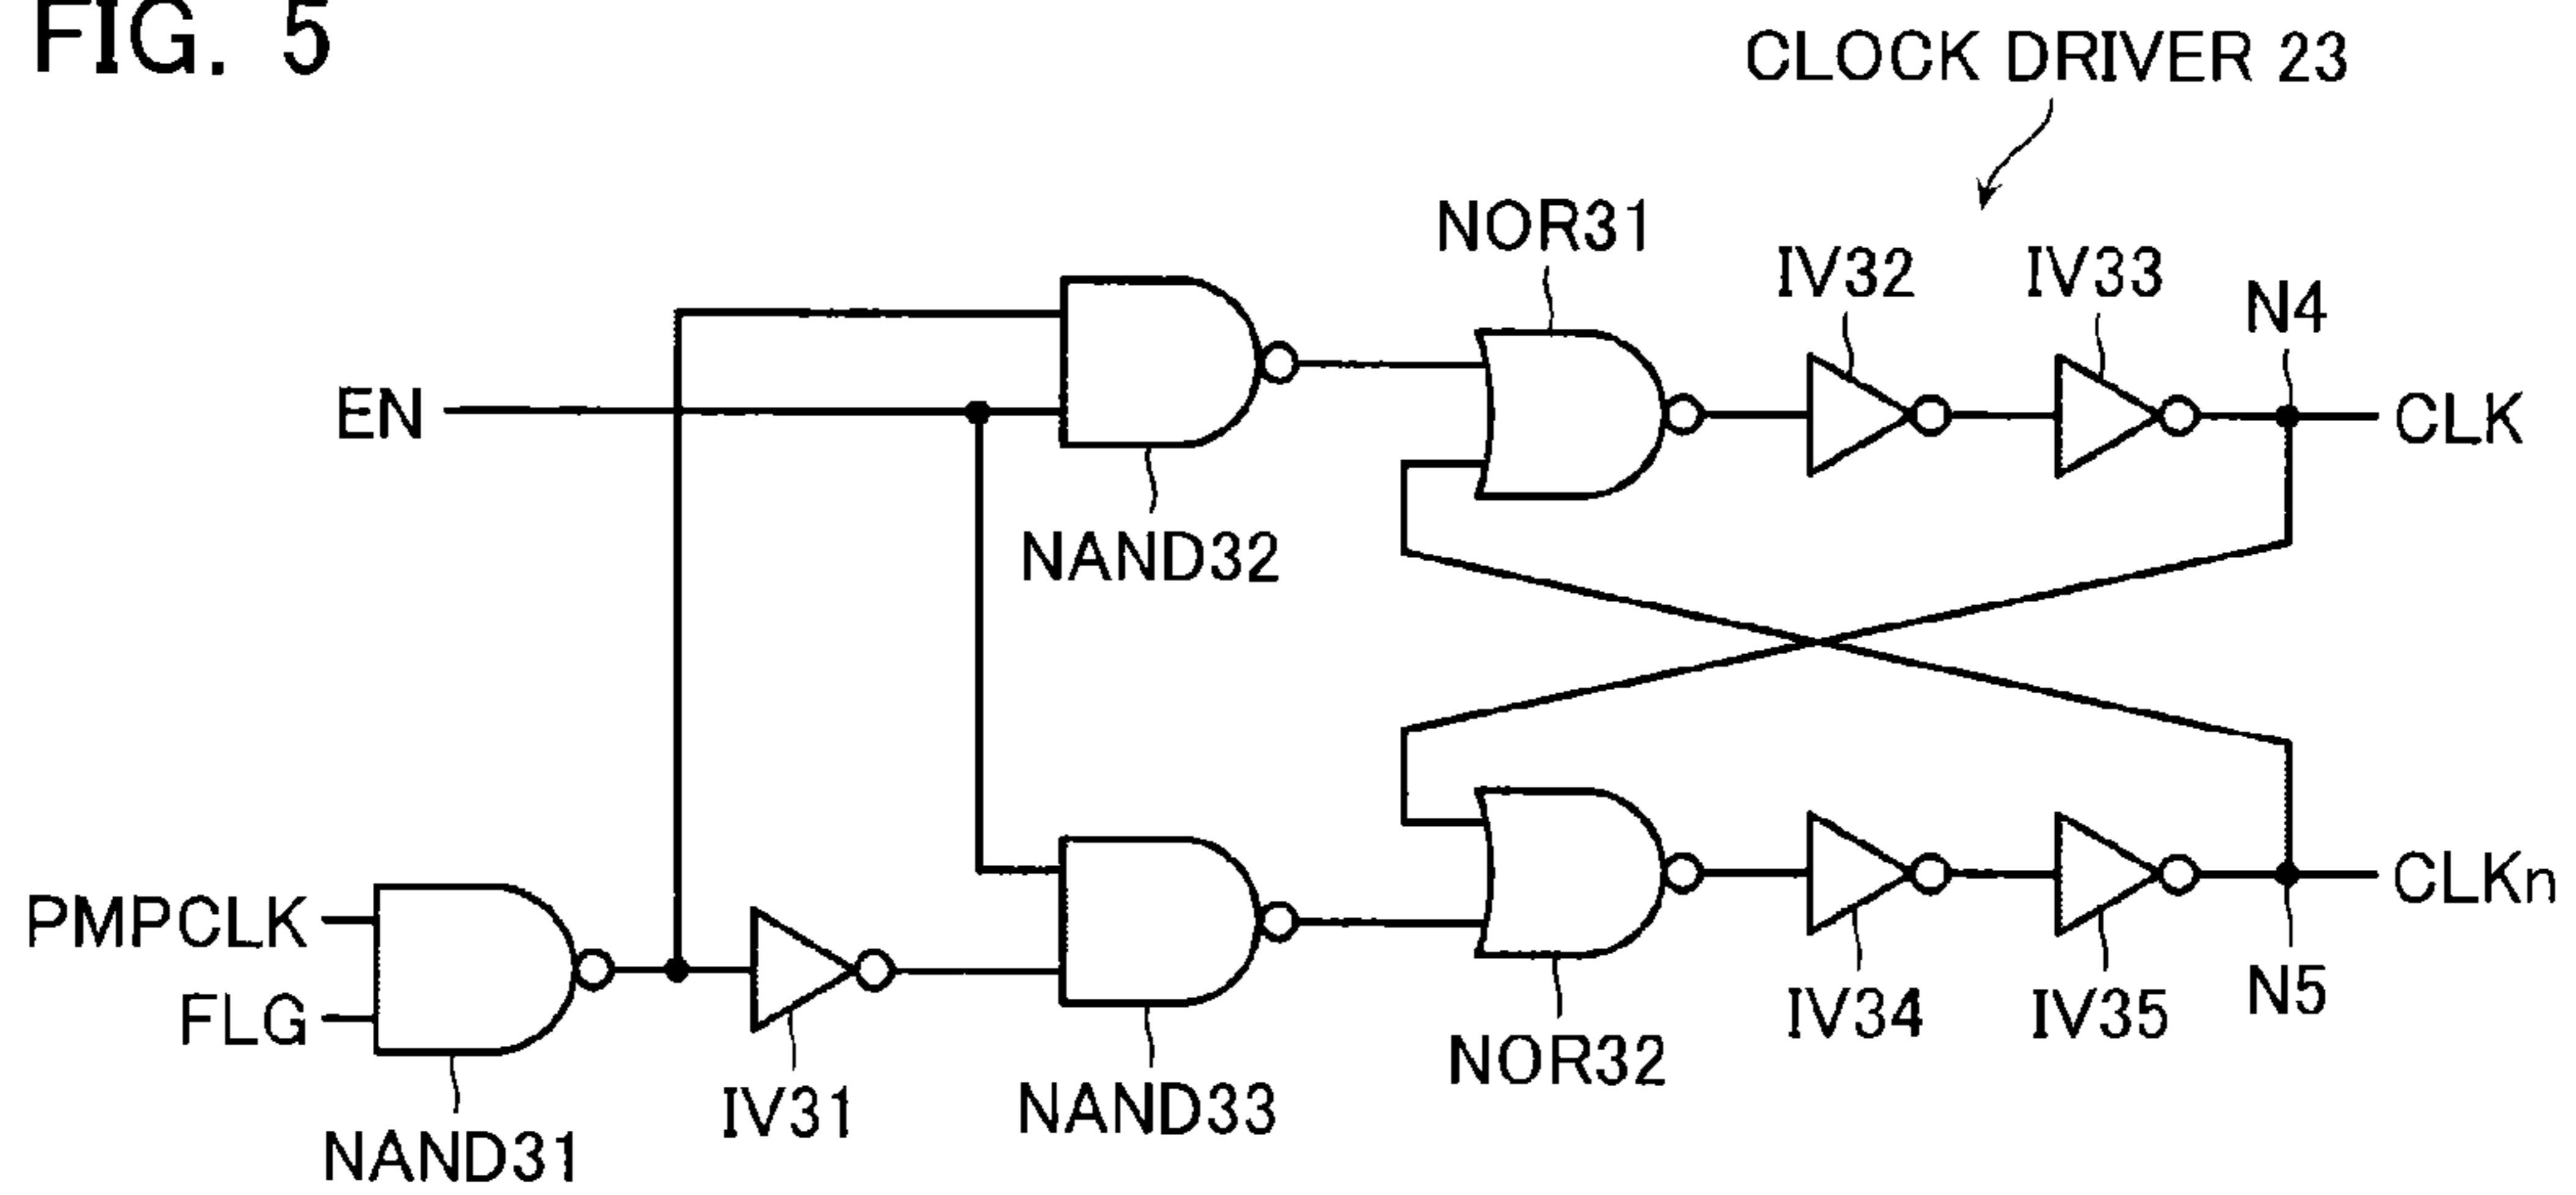 FIG. 5
CLOCK DRIVER 23
NOR31
IV32
IV33
N4
EN
CLK
NAND32
PMPCLK
CLKn
FLG
IV34
IV35
N5
NOR32
IV31
NAND33
NAND31